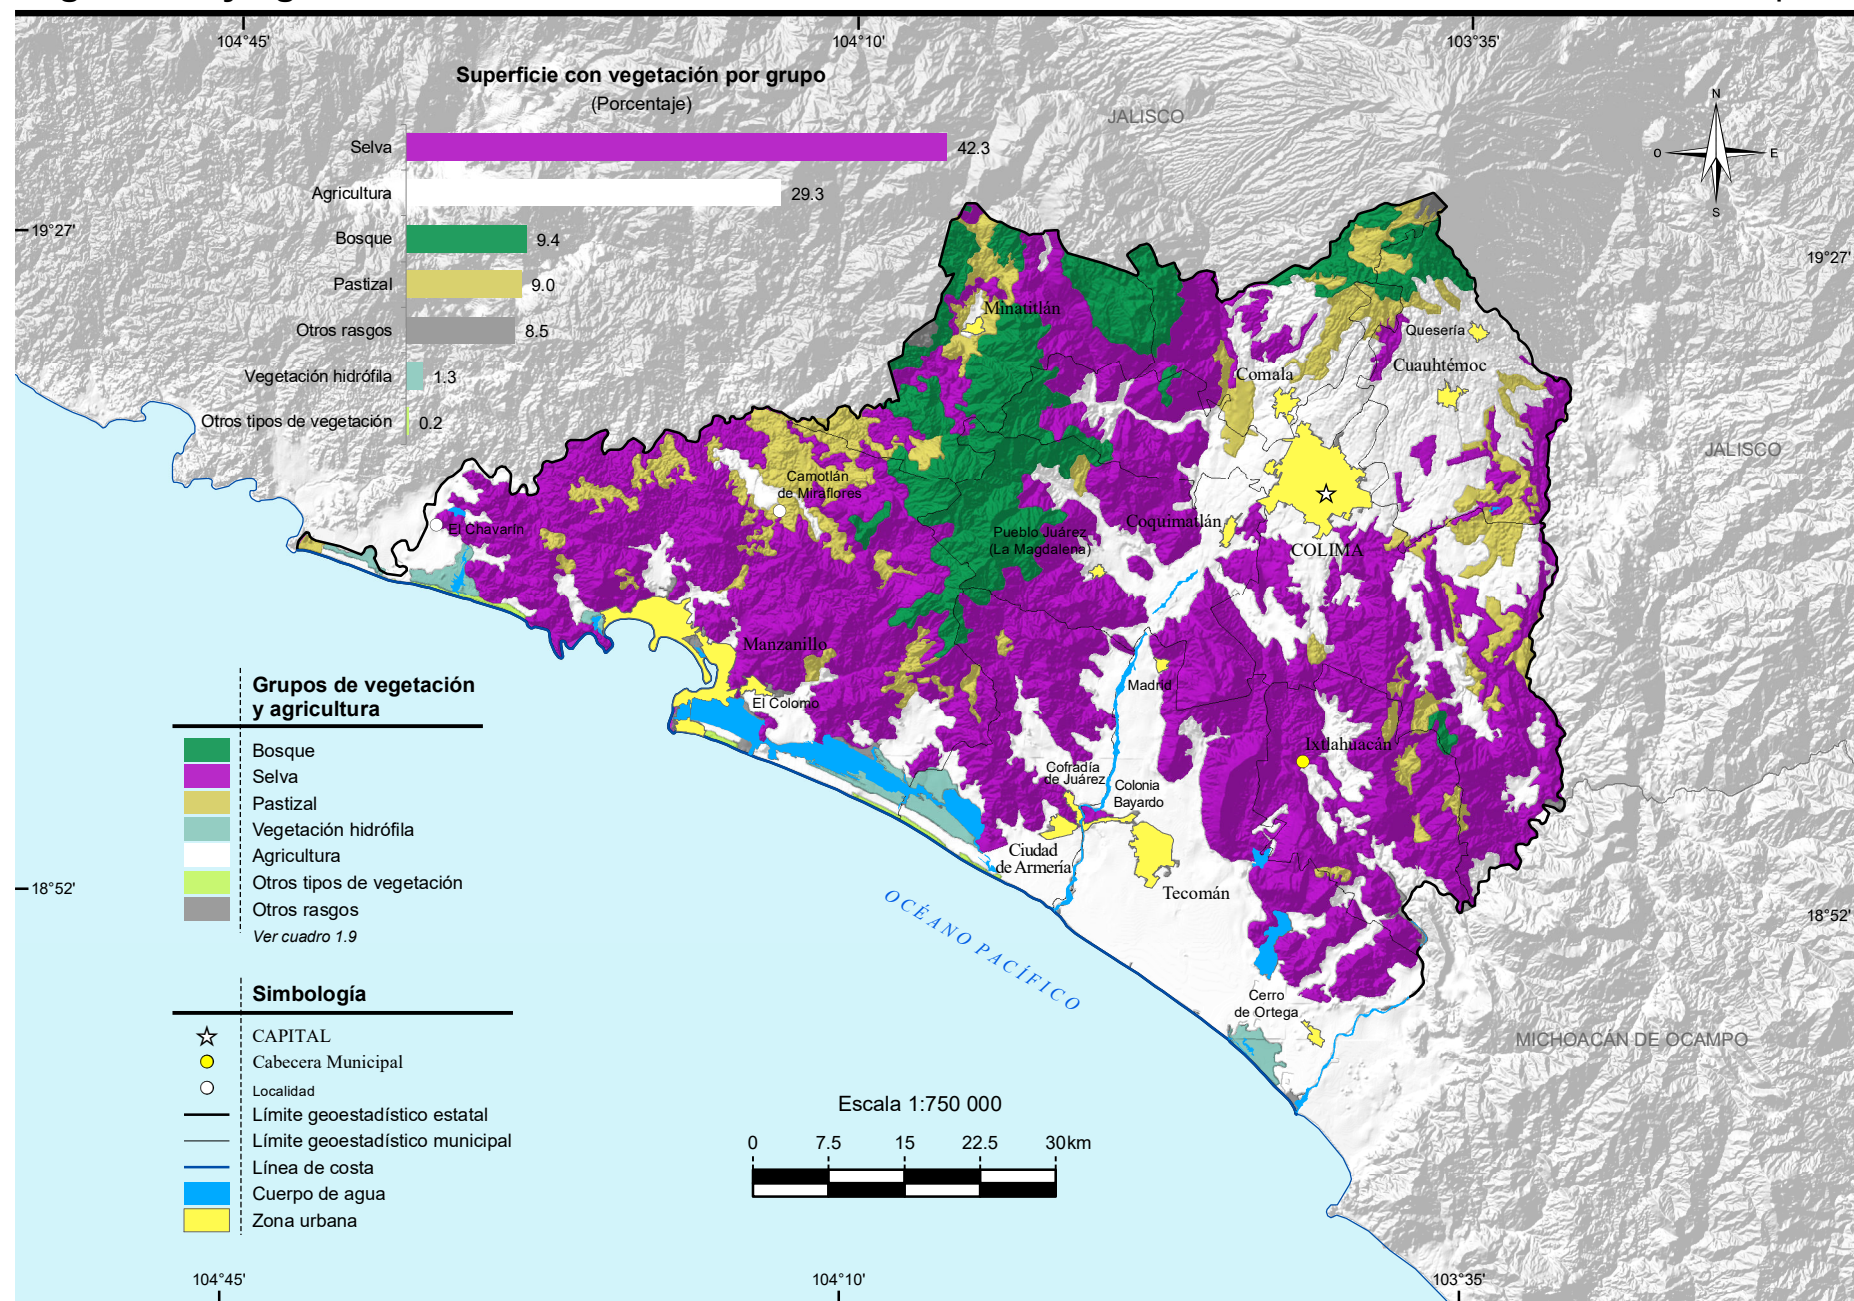 104°45'
104°10'
103°35'
Superficie con vegetación por grupo
(Porcentaje)
Selva
42.3
Agricultura
29.3
Bosque
9.4
Pastizal
9.0
Otros rasgos
8.5
Vegetación hidrófila
1.3
Otros tipos de vegetación
0.2
JALISCO
N
O
E
S
19°27'
19°27'
Minatitlán
Quesería
Cuauhtémoc
Comala
JALISCO
Camotlán
de Miraflores
El Chavarín
Coquimatlán
Pueblo Juárez
(La Magdalena)
COLIMA
Manzanillo
Madrid
El Colomo
Ixtlahuacán
Cofradía
de Juárez
Colonia
Bayardo
Ciudad
de Armería
Tecomán
18°52'
18°52'
OCÉANO PACÍFICO
Cerro
de Ortega
MICHOACÁN DE OCAMPO
Grupos de vegetación
y agricultura
Bosque
Selva
Pastizal
Vegetación hidrófila
Agricultura
Otros tipos de vegetación
Otros rasgos
Ver cuadro 1.9
Simbología
CAPITAL
Cabecera Municipal
Localidad
Límite geoestadístico estatal
Límite geoestadístico municipal
Línea de costa
Cuerpo de agua
Zona urbana
Escala 1:750 000
0 7.5 15 22.5 30km
104°45'
104°10'
103°35'